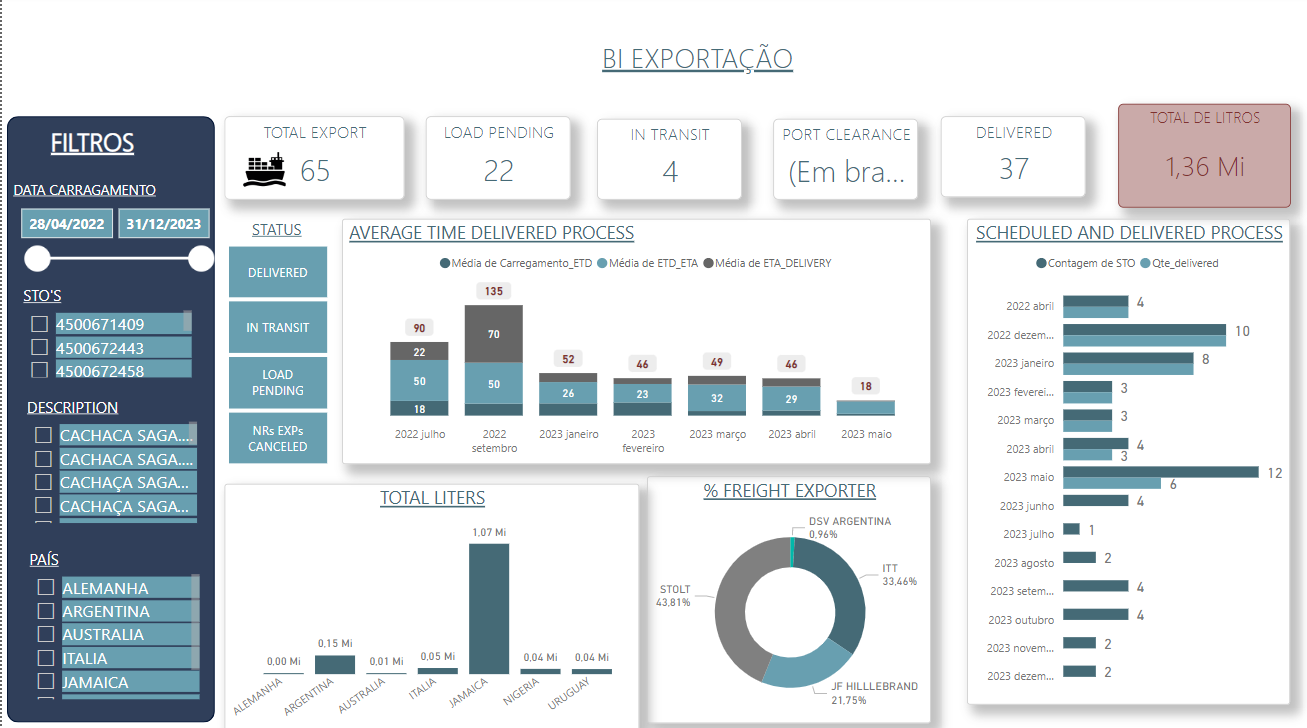 BI EXPORTAÇÃO
FILTROS
DATA CARRAGAMENTO
28/04/2022
31/12/2023
STO'S
4500671409
4500672443
4500672458
DESCRIPTION
CACHACA SAGA....
CACHACA SAGA....
CACHAÇA SAGA...
CACHAÇA SAGA...
PAÍS
ALEMANHA
ARGENTINA
AUSTRALIA
ITALIA
JAMAICA
TOTAL EXPORT
65
LOAD PENDING
22
IN TRANSIT
4
PORT CLEARANCE
(Em bra...
DELIVERED
37
TOTAL DE LITROS
1,36 Mi
STATUS
DELIVERED
IN TRANSIT
LOAD
PENDING
NRs EXPs
CANCELED
AVERAGE TIME DELIVERED PROCESS
Média de Carregamento_ETD Média de ETD_ETA Média de ETA_DELIVERY
90
22
50
18
135
70
50
52
26
46
23
49
32
46
29
18
2022 julho
2022
setembro
2023 janeiro
2023
fevereiro
2023 março
2023 abril
2023 maio
SCHEDULED AND DELIVERED PROCESS
Contagem de STO Qte_delivered
2022 abril 4
2022 dezem... 10
2023 janeiro 8
2023 feverei... 3
2023 março 3
2023 abril 4
3
2023 maio 12
6
2023 junho 4
2023 julho 1
2023 agosto 2
2023 setem... 4
2023 outubro 4
2023 novem... 2
2023 dezem... 2
TOTAL LITERS
0.00 Mi
0,15 Mi
0,01 Mi
0,05 Mi
1,07 Mi
0,04 Mi
0,04 Mi
ALEMANHA
ARGENTINA
AUSTRALIA
ITALIA
JAMAICA
NIGERIA
URUGUAY
% FREIGHT EXPORTER
DSV ARGENTINA
0,96%
ITT
33,46%
STOLT
43,81%
JF HILLLEBRAND
21,75%